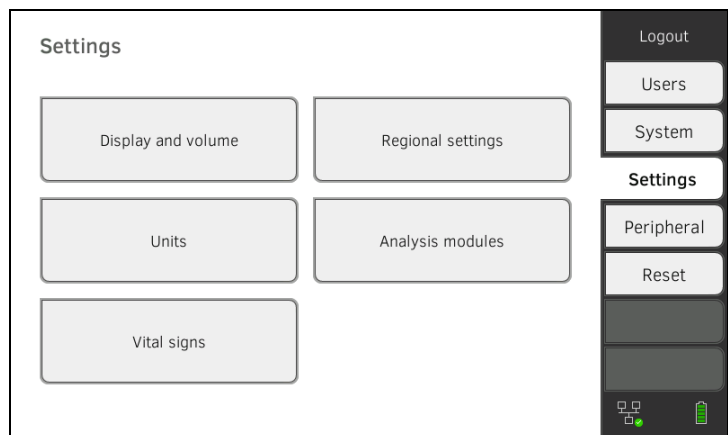 Settings
Display and volume
Regional settings
Units
Analysis modules
Vital signs
Logout
Users
System
Settings
Peripheral
Reset